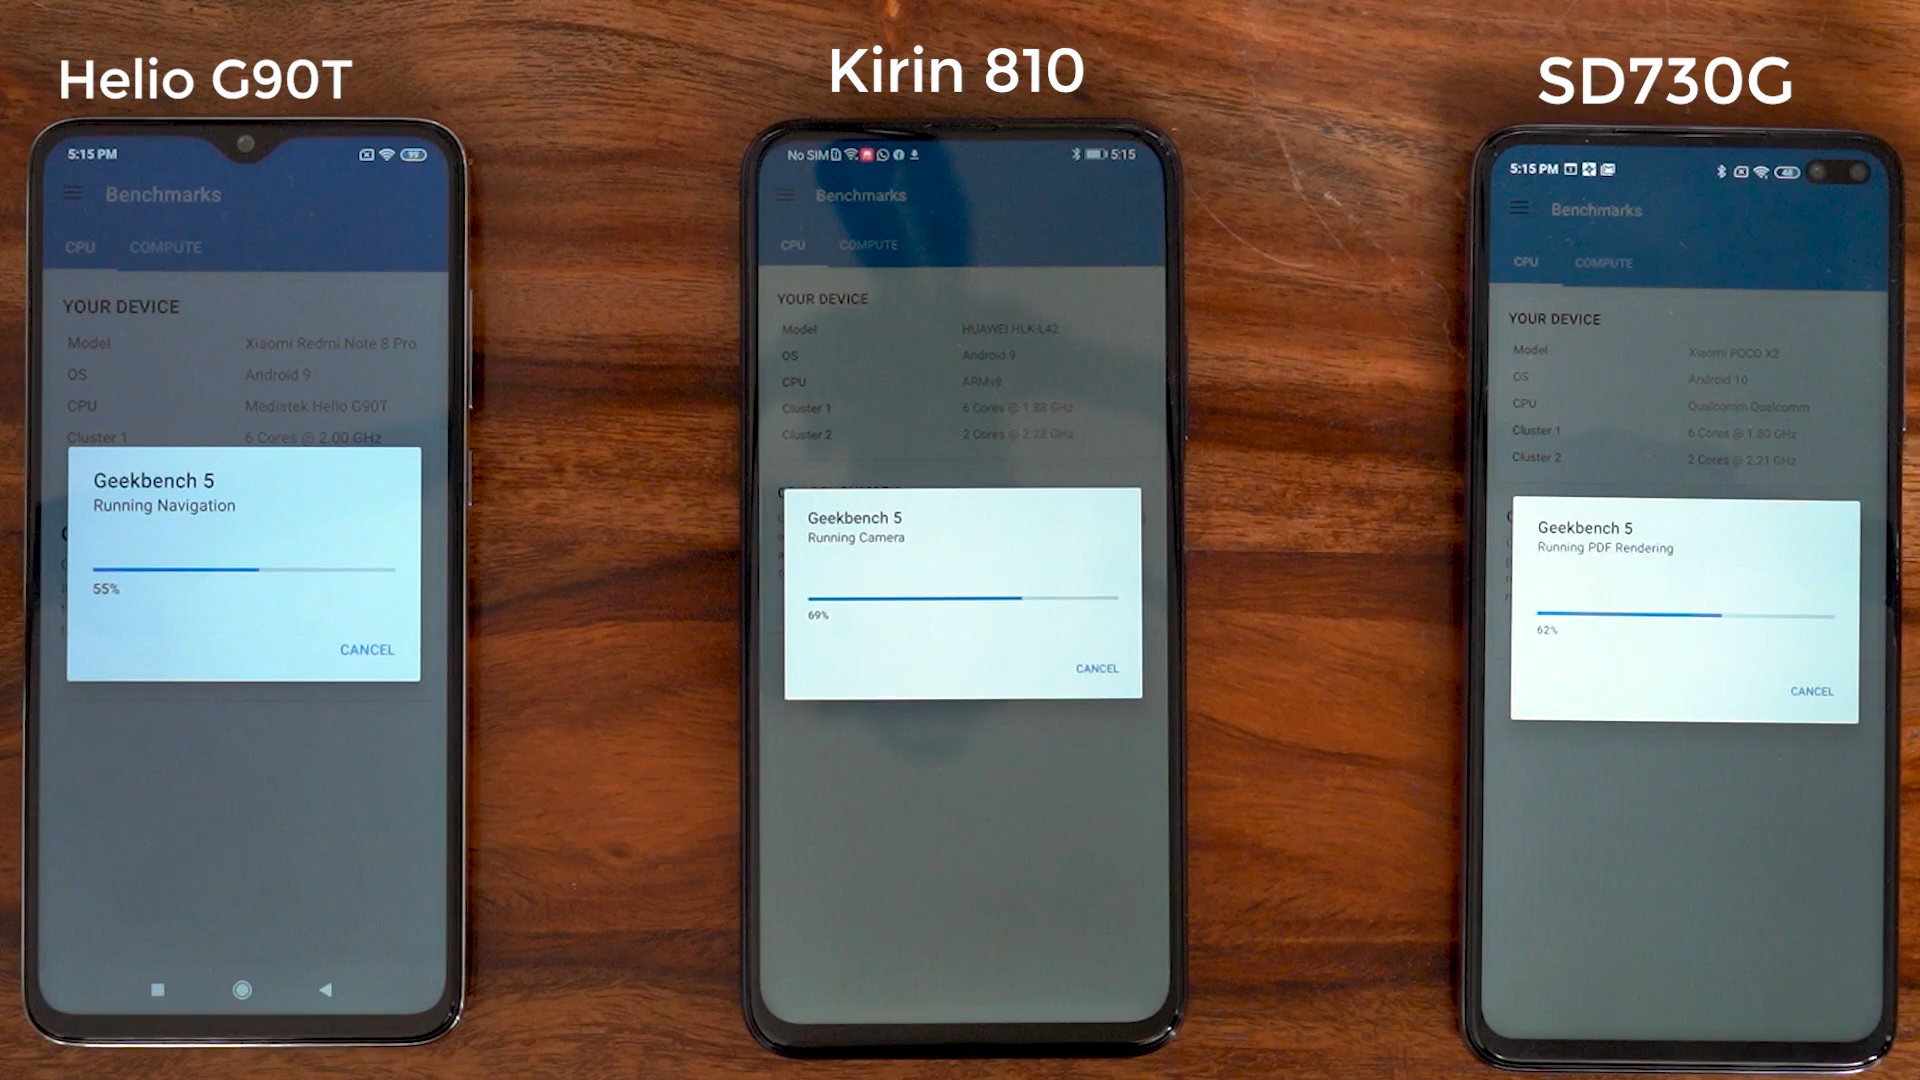 Helio G90T
5:15 PM
99
Benchmarks
CPU COMPUTE
YOUR DEVICE
Model Xiaomi Redmi Note 8 Pro
OS Android 9
CPU Mediatek Helio G90T
Cluster 1 6 Cores @ 2.00 GHz
Geekbench 5
Running Navigation
55%
CANCEL
Kirin 810
No SIM 5:15
Benchmarks
CPU COMPUTE
YOUR DEVICE
Model HUAWEI HLK-L42
OS Android 9
CPU ARMv8
Cluster 1 6 Cores @ 1.88 GHz
Cluster 2 2 Cores @ 2.28 GHz
Geekbench 5
Running Camera
69%
CANCEL
SD730G
5:15 PM 48
Benchmarks
CPU COMPUTE
YOUR DEVICE
Model Xiaomi POCO X2
OS Android 10
CPU Qualcomm Qualcomm
Cluster 1 6 Cores @ 1.80 GHz
Cluster 2 2 Cores @ 2.21 GHz
Geekbench 5
Running PDF Rendering
62%
CANCEL